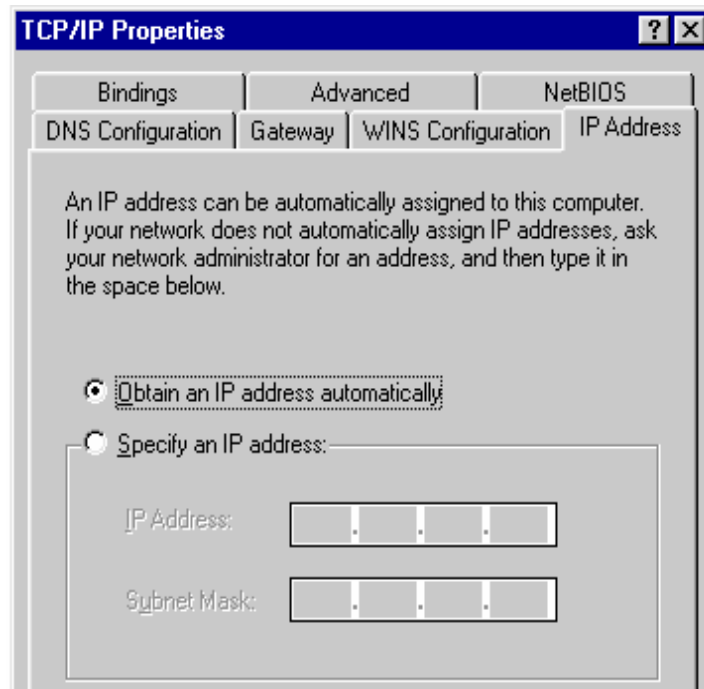 TCP/IP Properties
Bindings Advanced NetBIOS
DNS Configuration Gateway WINS Configuration IP Address
An IP address can be automatically assigned to this computer.
If your network does not automatically assign IP addresses, ask
your network administrator for an address, and then type it in
the space below.
Obtain an IP address automatically
Specify an IP address:
IP Address: . . .
Subnet Mask: . . .